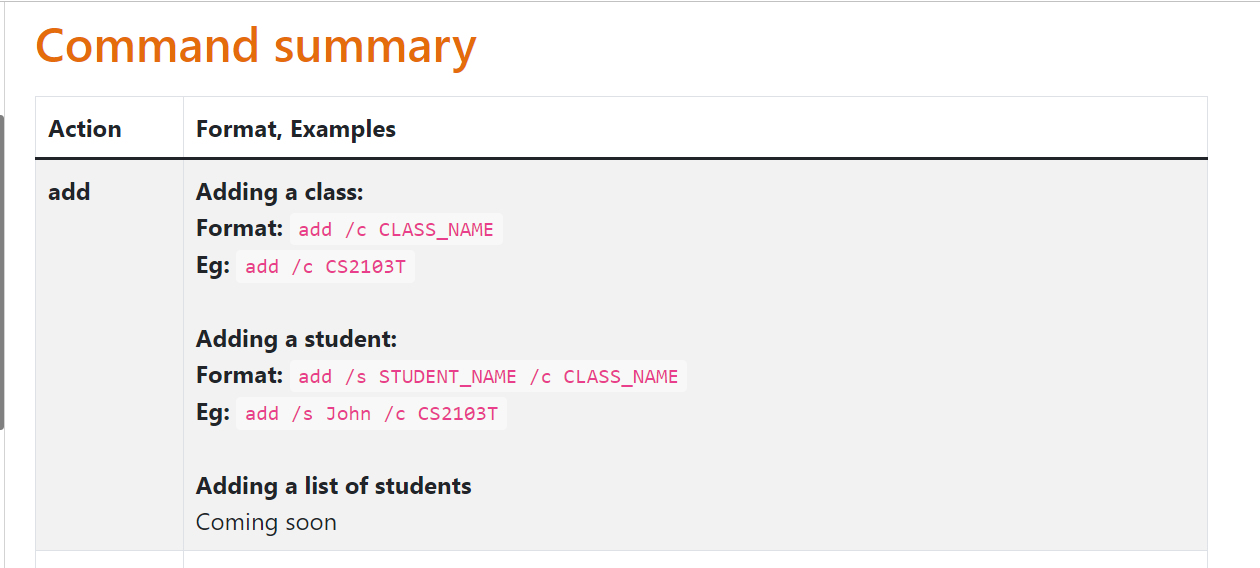 Command summary
Action
Format, Examples
add
Adding a class:
Format: add /c CLASS_NAME
Eg: add /c CS2103T
Adding a student:
Format: add /s STUDENT_NAME /c CLASS_NAME
Eg: add /s John /c CS2103T
Adding a list of students
Coming soon